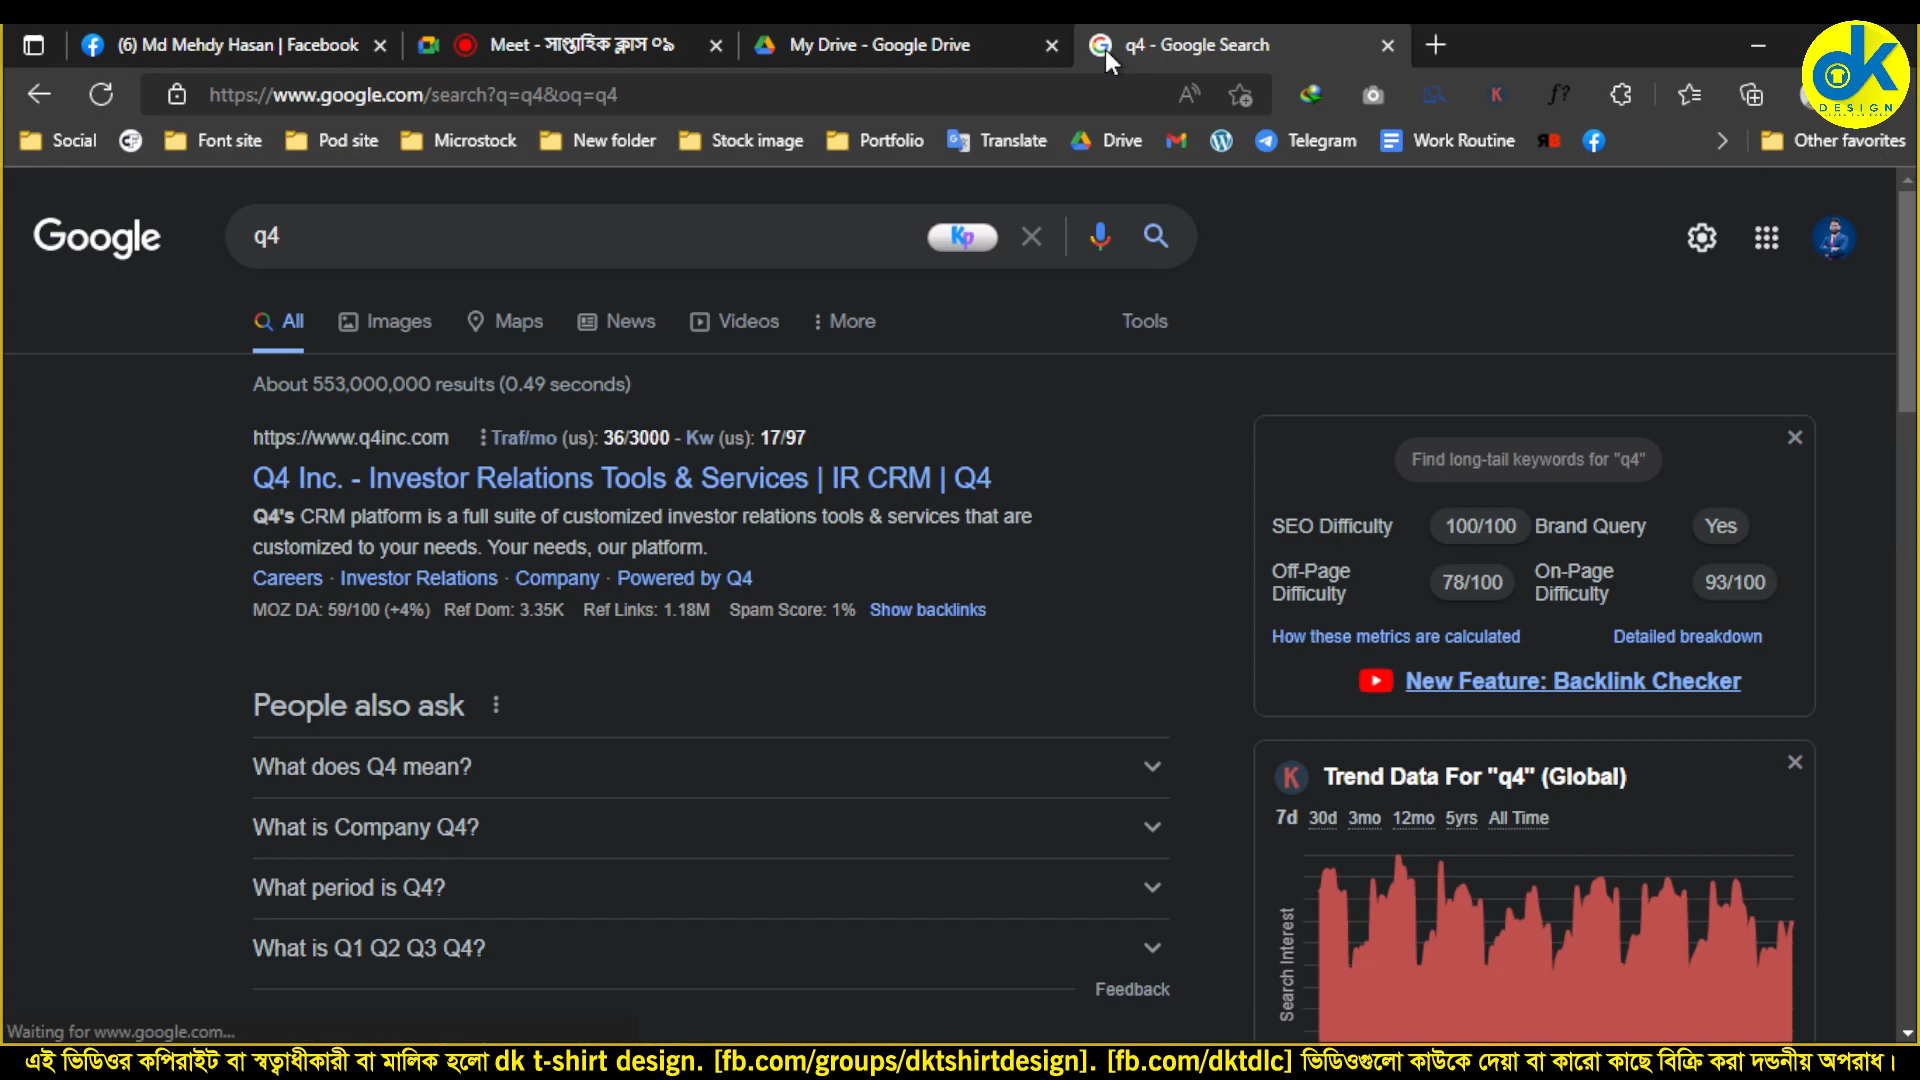 (6) Md Mehdy Hasan | Facebook
Meet - সাপ্তাহিক ক্লাস ০৯
My Drive - Google Drive
q4 - Google Search
https://www.google.com/search?q=q4&oq=q4
Social
Font site
Pod site
Microstock
New folder
Stock image
Portfolio
Translate
Drive
Telegram
Work Routine
Other favorites
dk
DESIGN
Google
q4
Kp
All
Images
Maps
News
Videos
More
Tools
About 553,000,000 results (0.49 seconds)
https://www.q4inc.com
Traf/mo (us): 36/3000 - Kw (us): 17/97
Q4 Inc. - Investor Relations Tools & Services | IR CRM | Q4
Q4's CRM platform is a full suite of customized investor relations tools & services that are
customized to your needs. Your needs, our platform.
Careers · Investor Relations · Company · Powered by Q4
MOZ DA: 59/100 (+4%) Ref Dom: 3.35K Ref Links: 1.18M Spam Score: 1% Show backlinks
People also ask
What does Q4 mean?
What is Company Q4?
What period is Q4?
What is Q1 Q2 Q3 Q4?
Feedback
Find long-tail keywords for "q4"
SEO Difficulty 100/100 Brand Query Yes
Off-Page Difficulty 78/100 On-Page Difficulty 93/100
How these metrics are calculated
Detailed breakdown
New Feature: Backlink Checker
K Trend Data For "q4" (Global)
7d 30d 3mo 12mo 5yrs All Time
Search Interest
Waiting for www.google.com...
এই ভিডিওর কপিরাইট বা স্বত্বাধীকারী বা মালিক হলো dk t-shirt design. [fb.com/groups/dktshirtdesign]. [fb.com/dktdlc] ভিডিওগুলো কাউকে দেয়া বা কারো কাছে বিক্রি করা দন্ডনীয় অপরাধ।